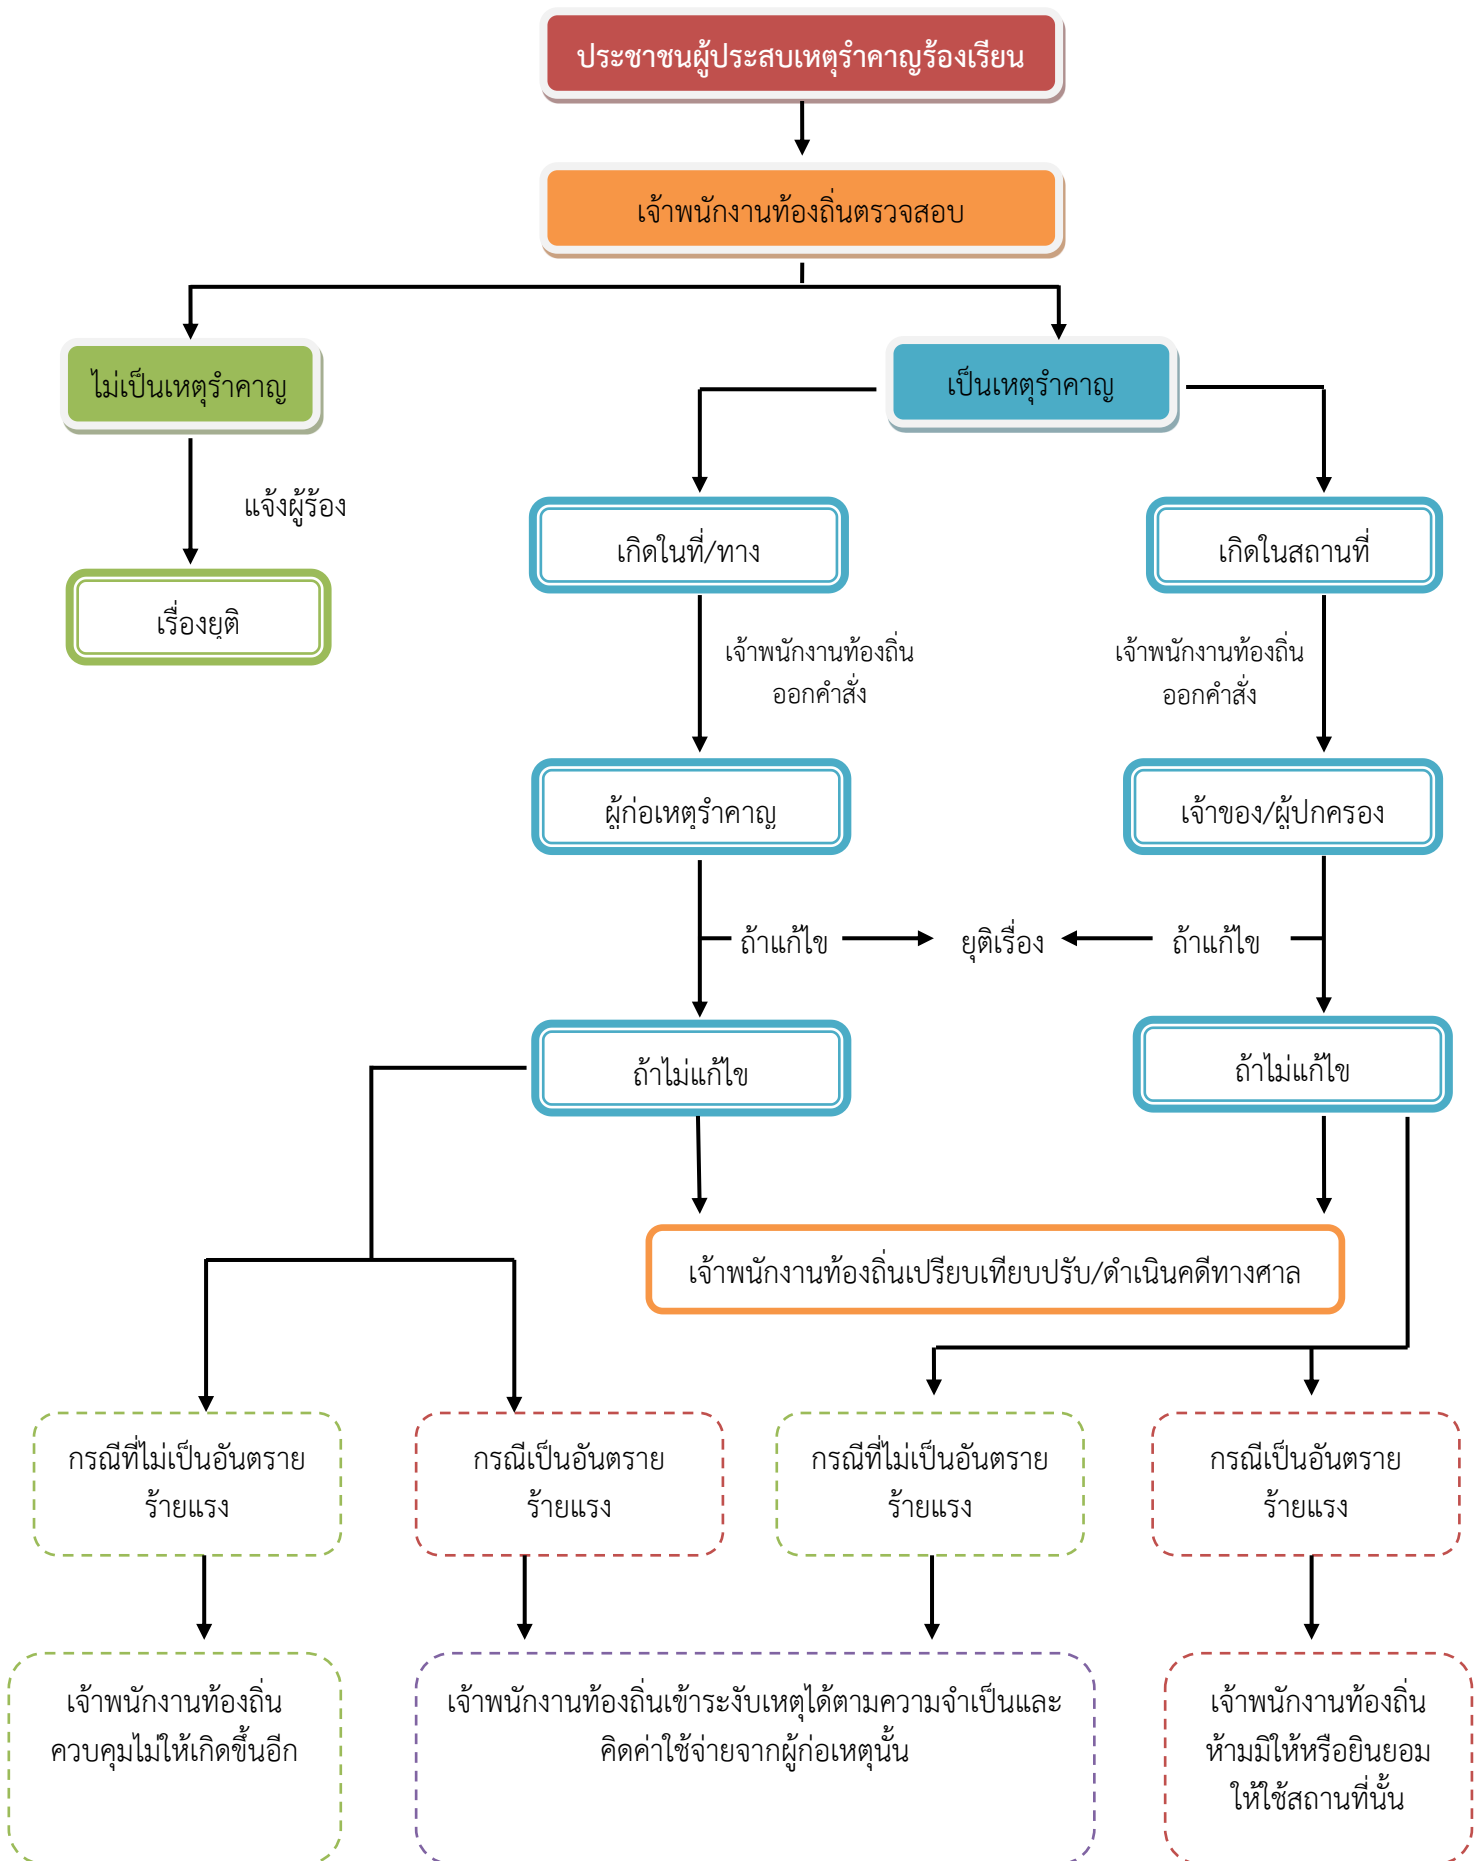 ประชาชนผู้ประสบเหตุรำคาญร้องเรียน
เจ้าพนักงานท้องถิ่นตรวจสอบ
ไม่เป็นเหตุรำคาญ
เป็นเหตุรำคาญ
แจ้งผู้ร้อง
เกิดในที่/ทาง
เกิดในสถานที่
เรื่องยุติ
เจ้าพนักงานท้องถิ่น
ออกคำสั่ง
เจ้าพนักงานท้องถิ่น
ออกคำสั่ง
ผู้ก่อเหตุรำคาญ
เจ้าของ/ผู้ปกครอง
ถ้าแก้ไข
ยุติเรื่อง
ถ้าแก้ไข
ถ้าไม่แก้ไข
ถ้าไม่แก้ไข
เจ้าพนักงานท้องถิ่นเปรียบเทียบปรับ/ดำเนินคดีทางศาล
กรณีที่ไม่เป็นอันตราย
ร้ายแรง
กรณีเป็นอันตราย
ร้ายแรง
กรณีที่ไม่เป็นอันตราย
ร้ายแรง
กรณีเป็นอันตราย
ร้ายแรง
เจ้าพนักงานท้องถิ่น
ควบคุมไม่ให้เกิดขึ้นอีก
เจ้าพนักงานท้องถิ่นเข้าระงับเหตุได้ตามความจำเป็นและ
คิดค่าใช้จ่ายจากผู้ก่อเหตุนั้น
เจ้าพนักงานท้องถิ่น
ห้ามมิให้หรือยินยอม
ให้ใช้สถานที่นั้น